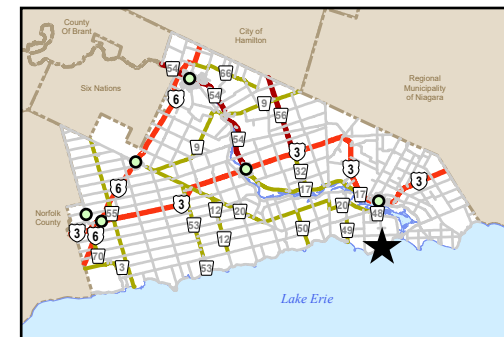 County
Of Brant
City of
Hamilton
Six Nations
Regional
Municipality
of Niagara
Norfolk
County
Lake Erie
54
66
6
54
9
56
54
9
3
32
3
3
6
17
17
20
48
55
3
12
20
53
50
49
3
6
12
70
3
53